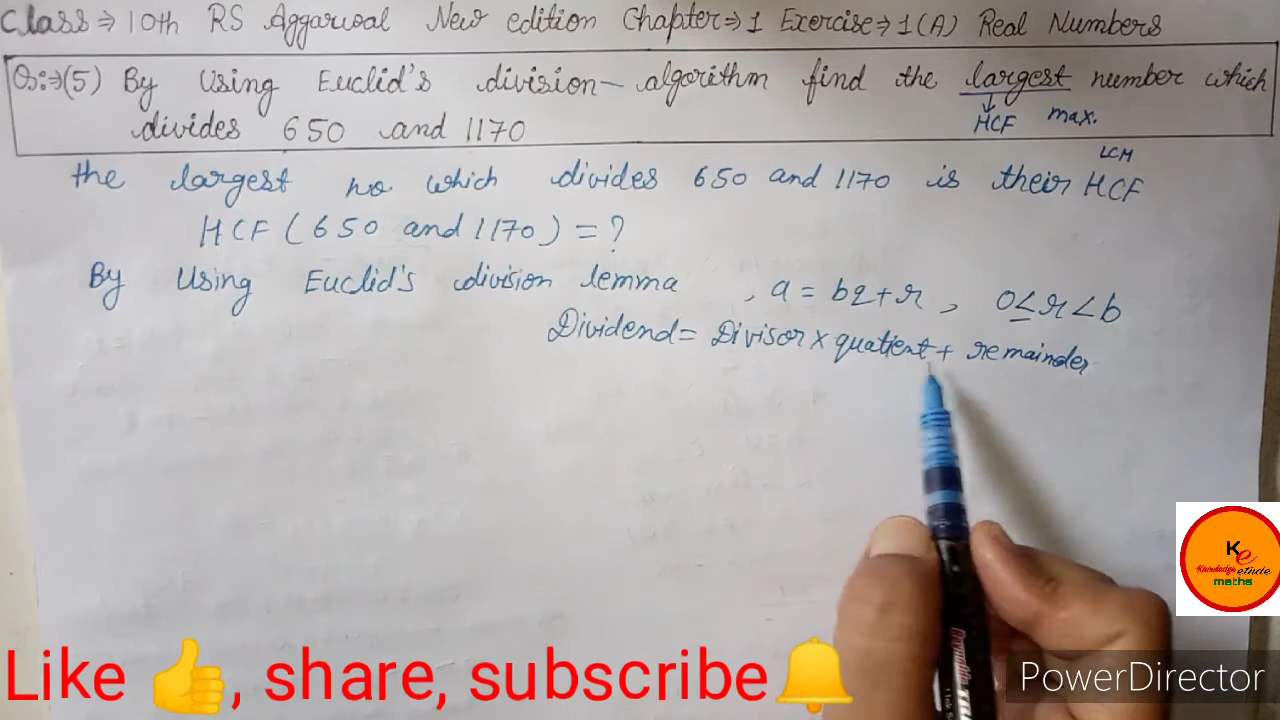 Class ⇒ 10th RS Aggarwal New edition Chapter ⇒ 1 Exercise ⇒ 1(A) Real Numbers
Q:⇒(5) By Using Euclid's division- algorithm find the largest number which
↓
HCF max.
divides 650 and 1170
LCM
the largest no which divides 650 and 1170 is their HCF
HCF (650 and 1170) = ?
By Using Euclid's division lemma , a = bq+r , 0≤r<b
Dividend = Divisor x quatient + remainder
Ke
Knowledge etude
maths
Like 👍, share, subscribe🔔
PowerDirector